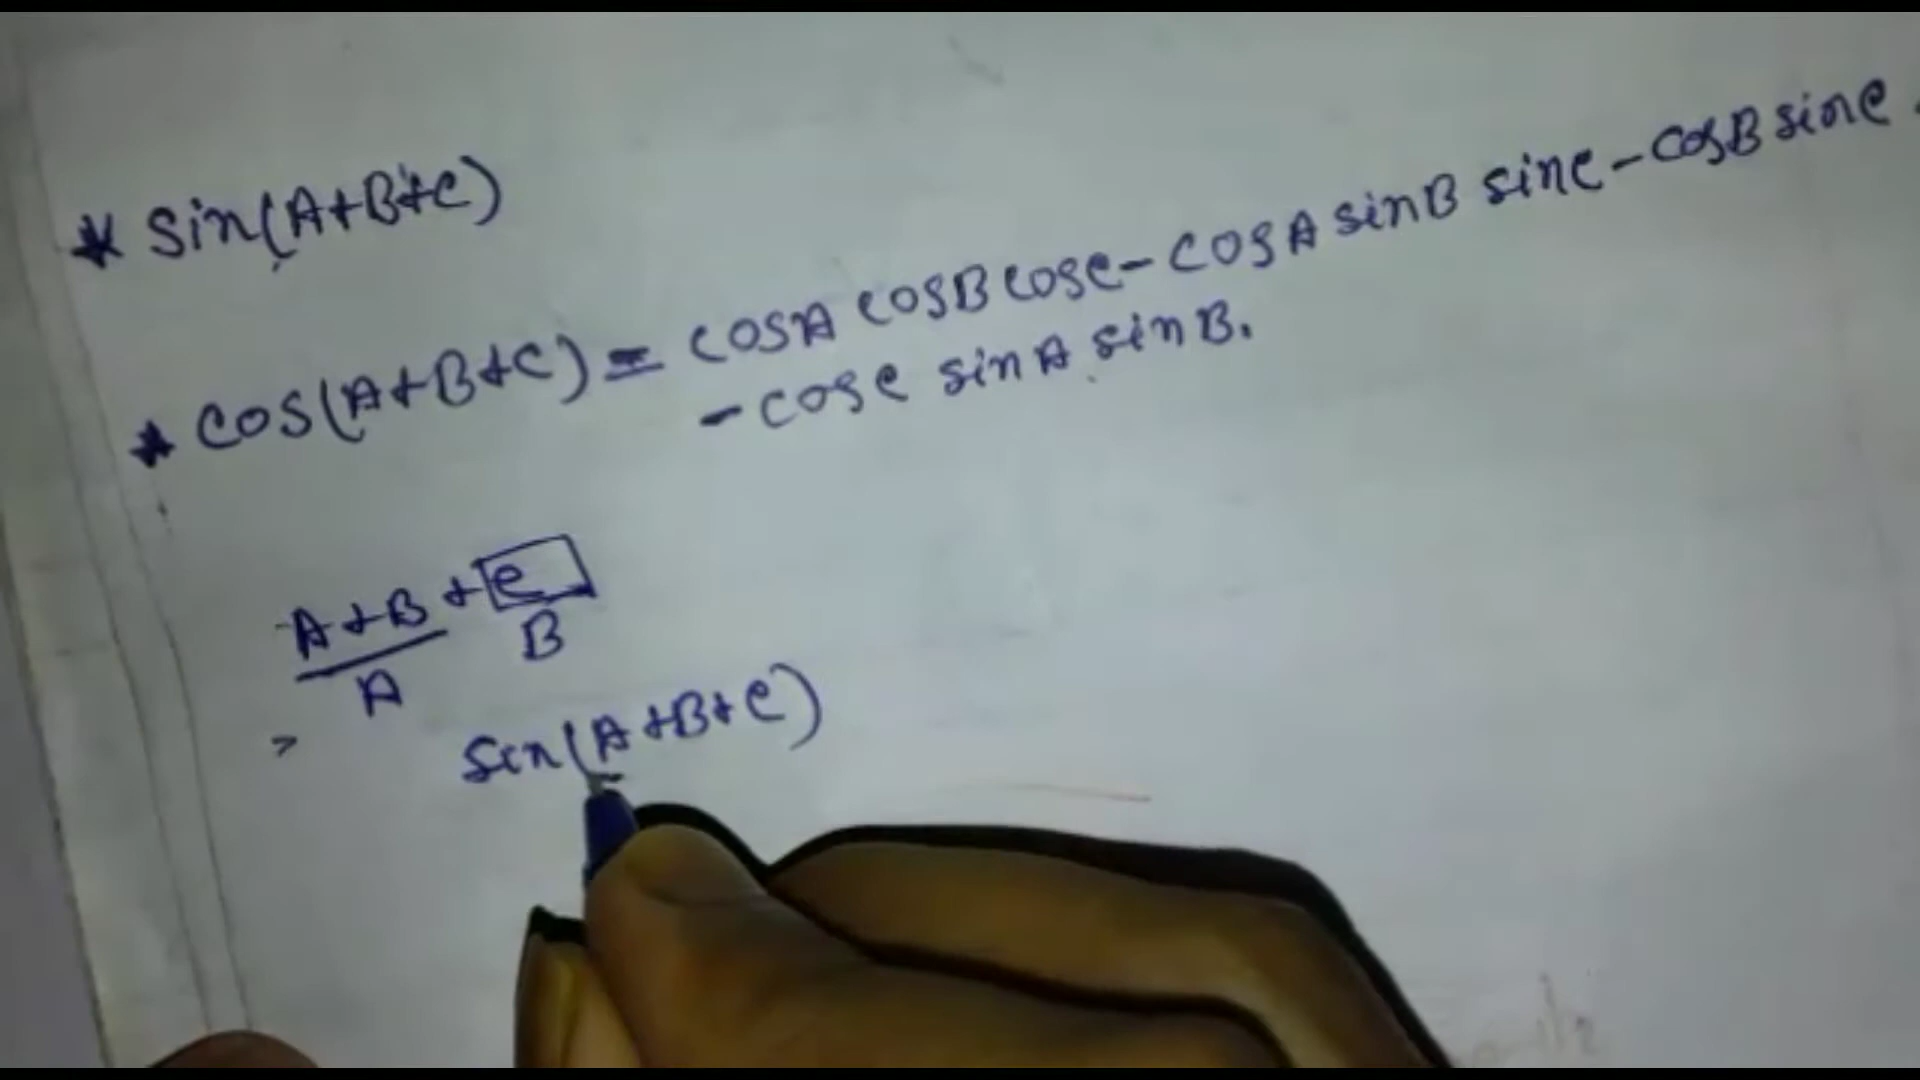 * Sin(A+B+C)
* Cos(A+B+C) = cosA cosB cosC - cosA sinB sinC - cosB sinC
- cosC sinA sinB.
A+B + C
A B
sin(A+B+C)